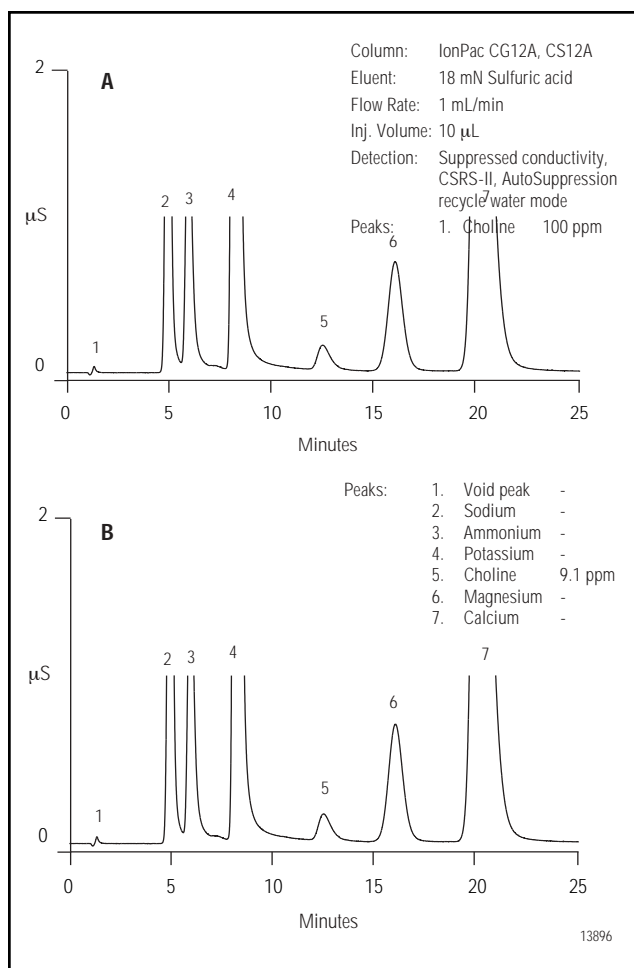 2
A
Column: IonPac CG12A, CS12A
Eluent: 18 mN Sulfuric acid
Flow Rate: 1 mL/min
Inj. Volume: 10 μL
Detection: Suppressed conductivity,
CSRS-II, AutoSuppression
recycle water mode
Peaks: 1. Choline 100 ppm
μS
1
2
3
4
5
6
7
0
0 5 10 15 20 25
Minutes
2
B
Peaks: 1. Void peak -
2. Sodium -
3. Ammonium -
4. Potassium -
5. Choline 9.1 ppm
6. Magnesium -
7. Calcium -
μS
1
2
3
4
5
6
7
0
0 5 10 15 20 25
Minutes
13896